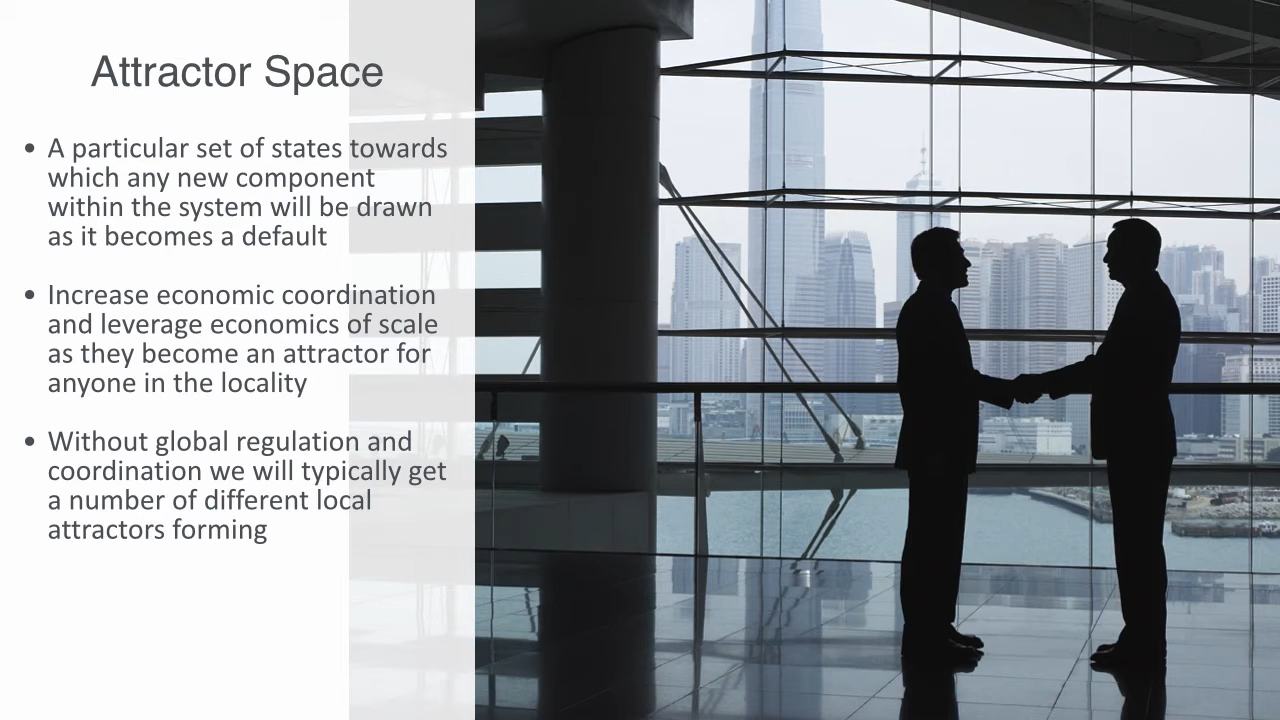 Attractor Space
• A particular set of states towards
which any new component
within the system will be drawn
as it becomes a default
• Increase economic coordination
and leverage economics of scale
as they become an attractor for
anyone in the locality
• Without global regulation and
coordination we will typically get
a number of different local
attractors forming